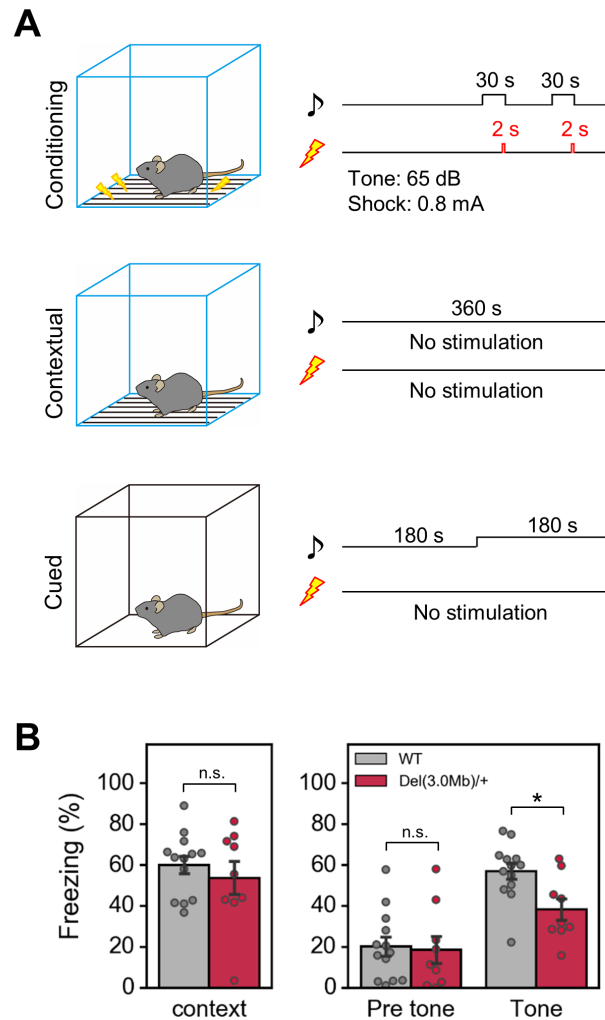 A
Conditioning
30 s 30 s
2 s 2 s
Tone: 65 dB
Shock: 0.8 mA
Contextual
360 s
No stimulation
No stimulation
Cued
180 s 180 s
No stimulation
B
Freezing (%)
100
80
60
40
20
0
n.s.
context
100
80
60
40
20
0
WT
Del(3.0Mb)/+
n.s.
*
Pre tone Tone